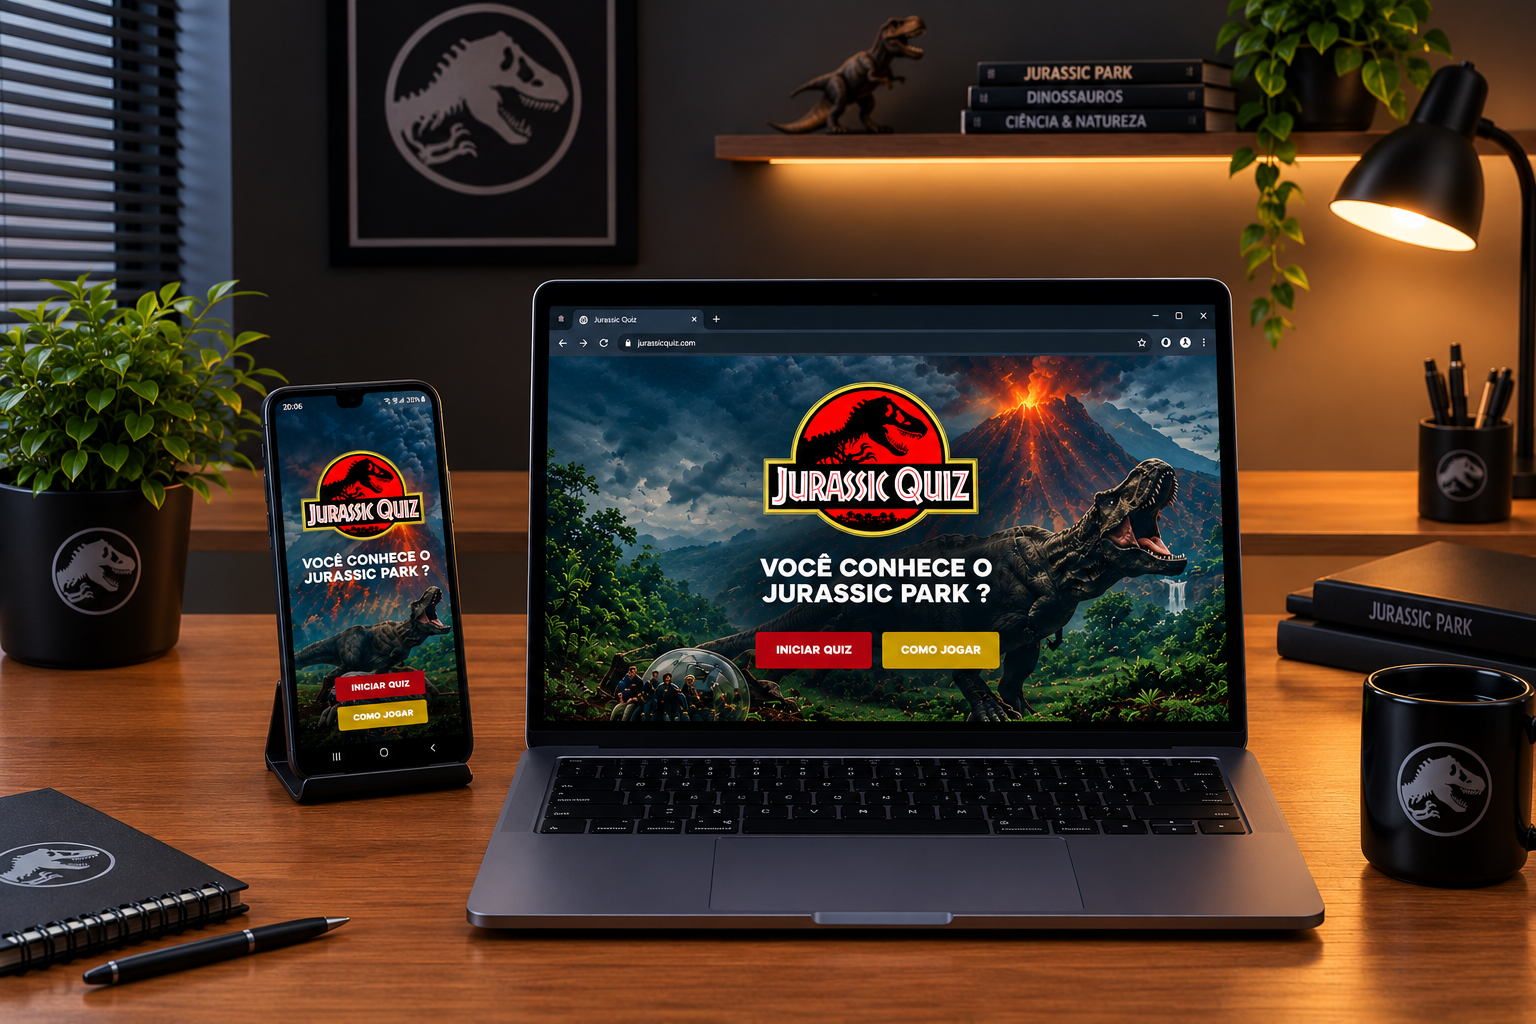 JURASSIC PARK
DINOSSAUROS
CIÊNCIA & NATUREZA
Jurassic Quiz
jurassicquiz.com
JURASSIC QUIZ
VOCÊ CONHECE O
JURASSIC PARK ?
INICIAR QUIZ
COMO JOGAR
20:06
JURASSIC QUIZ
VOCÊ CONHECE O
JURASSIC PARK ?
INICIAR QUIZ
COMO JOGAR
JURASSIC PARK